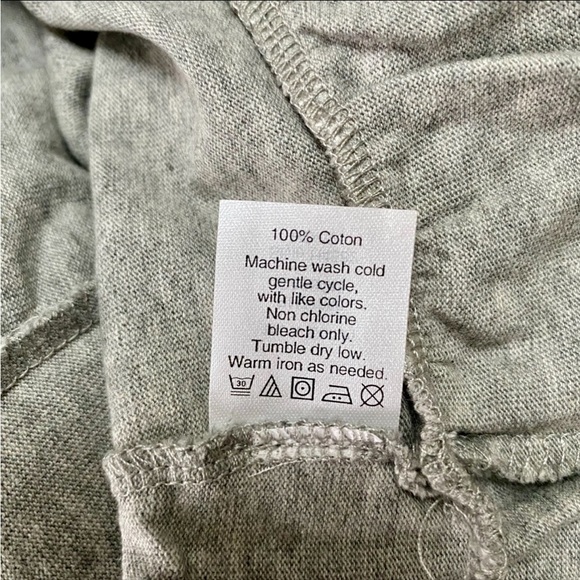 100% Coton
Machine wash cold
gentle cycle,
with like colors.
Non chlorine
bleach only.
Tumble dry low.
Warm iron as needed.
30